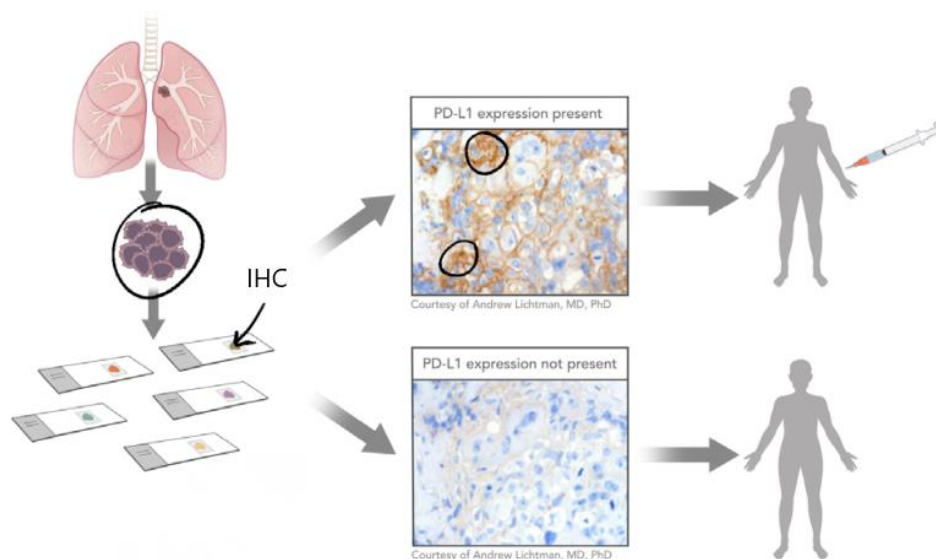 PD-L1 expression present
Courtesy of Andrew Lichtman, MD, PhD
IHC
PD-L1 expression not present
Courtesy of Andrew Lichtman, MD, PhD